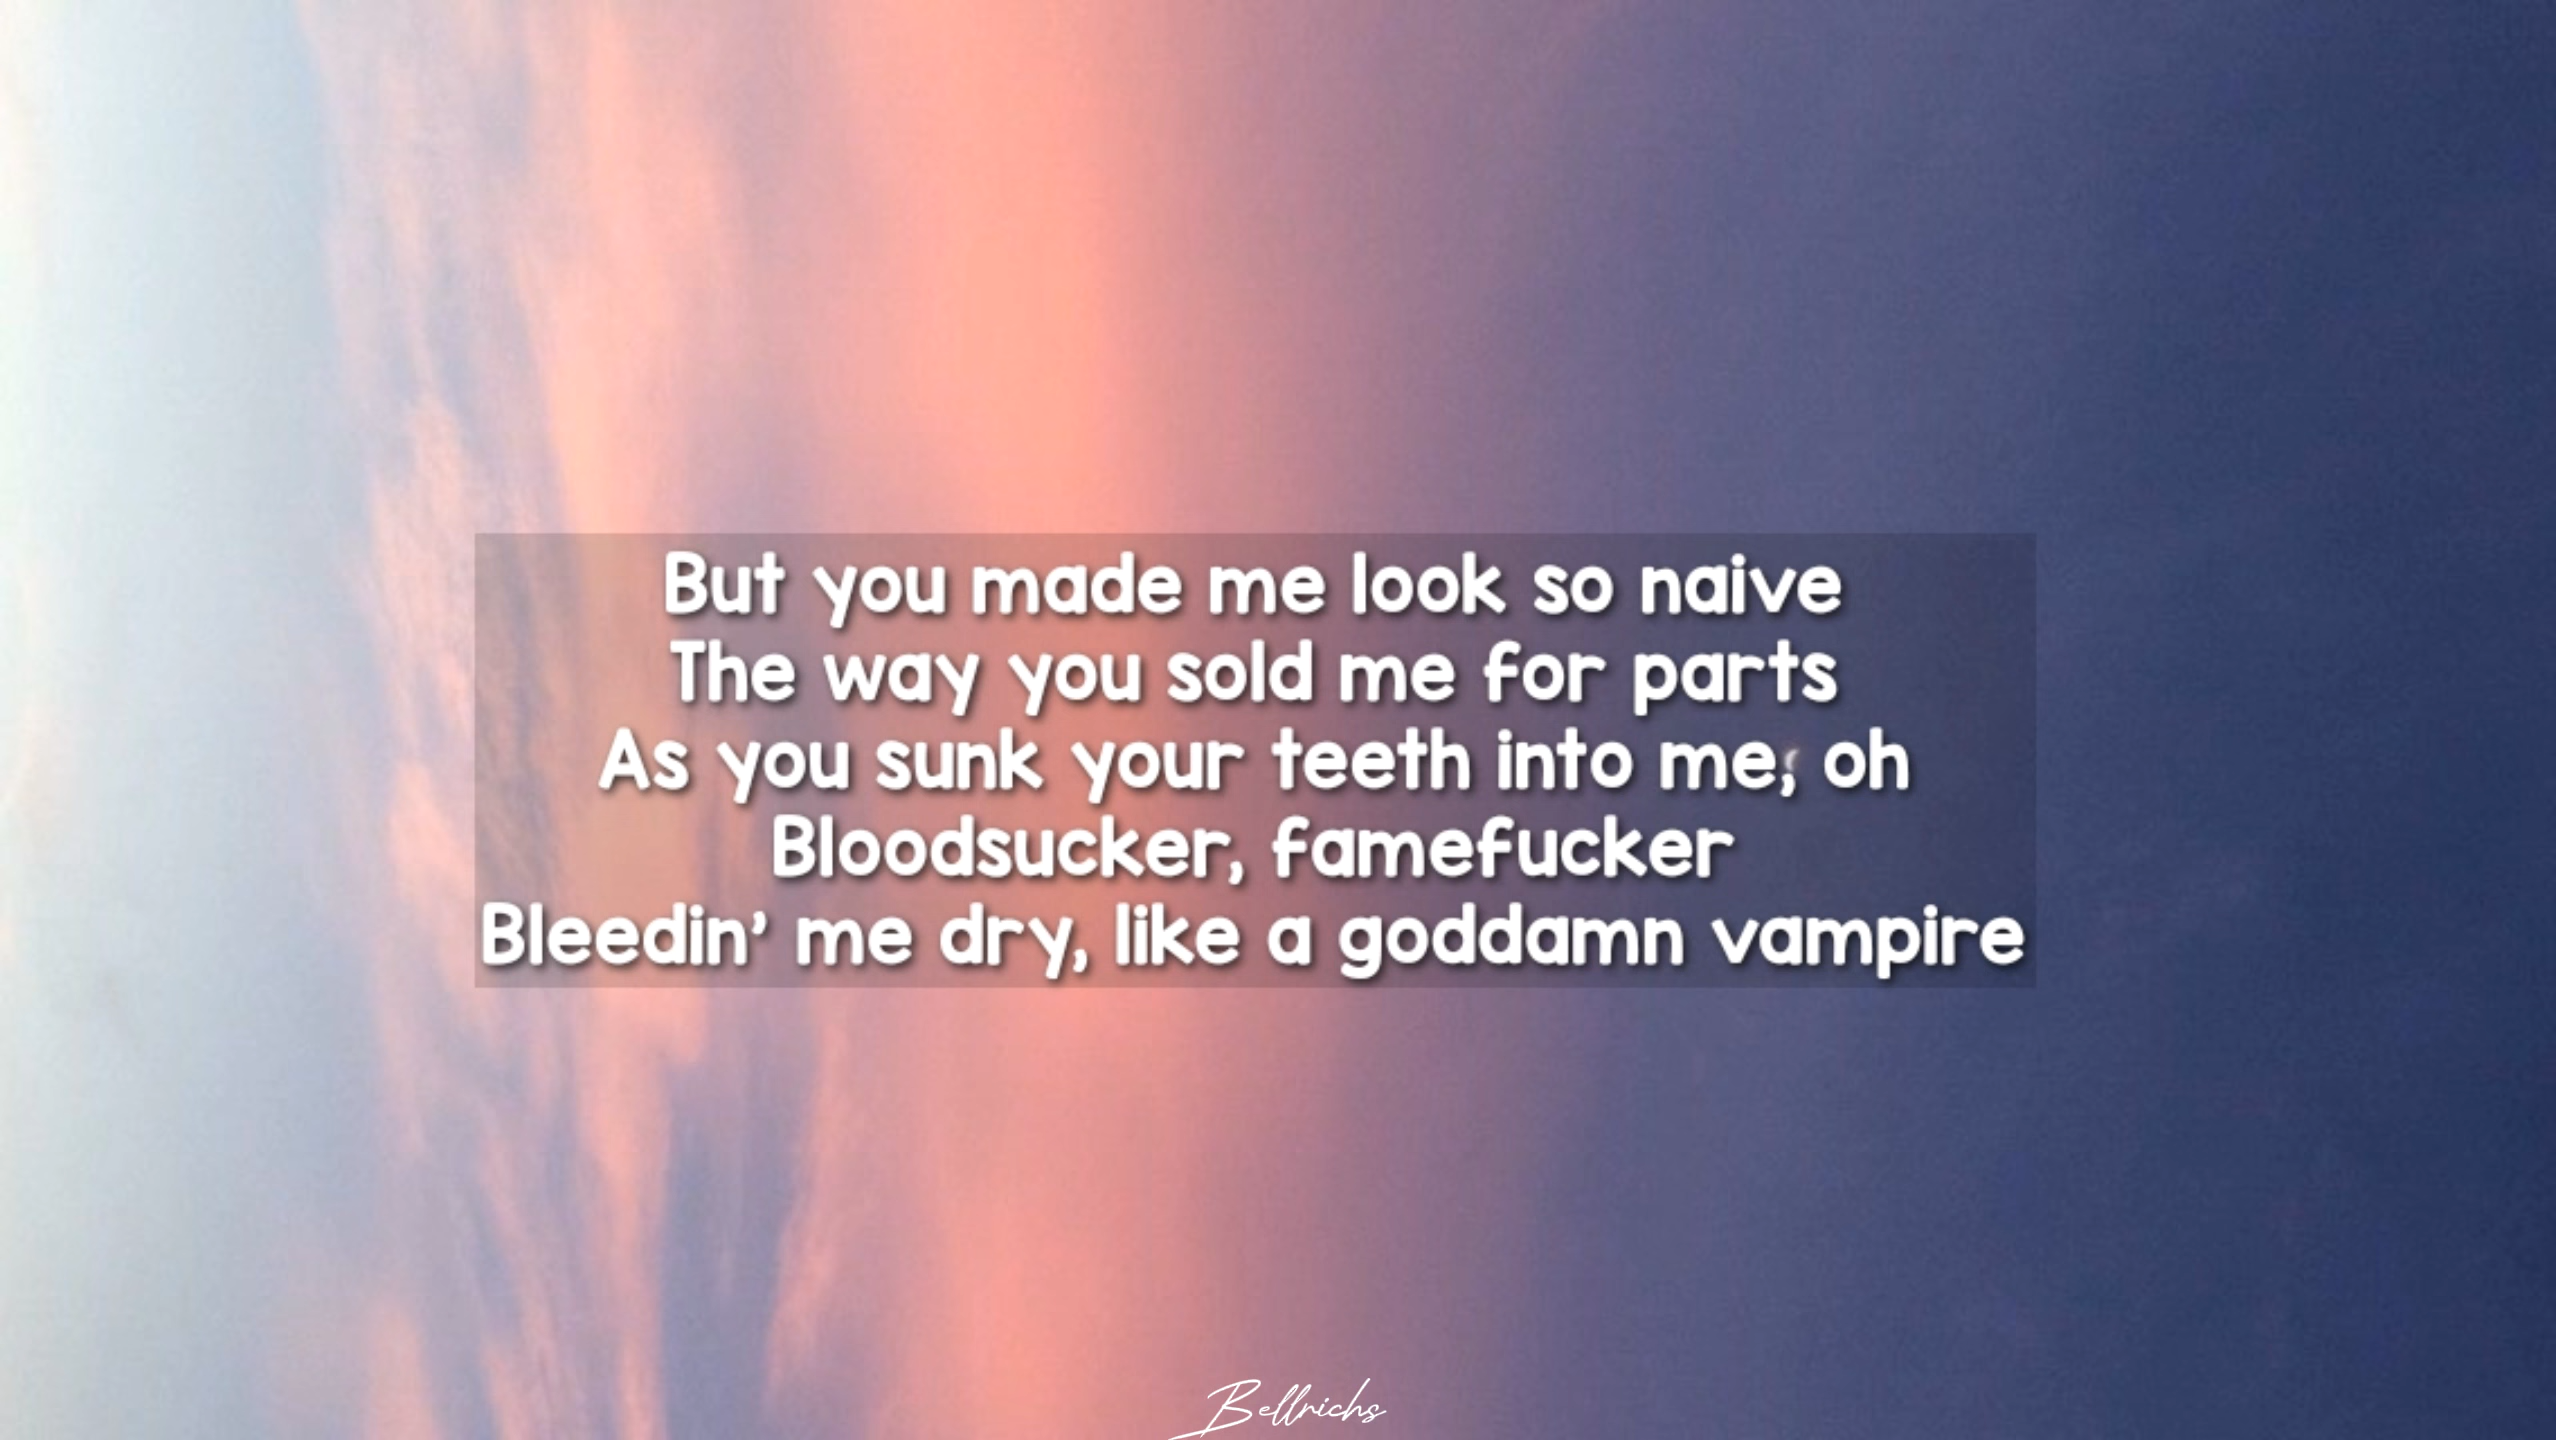 But you made me look so naive
The way you sold me for parts
As you sunk your teeth into me, oh
Bloodsucker, famefucker
Bleedin' me dry, like a goddamn vampire
Bellrichs